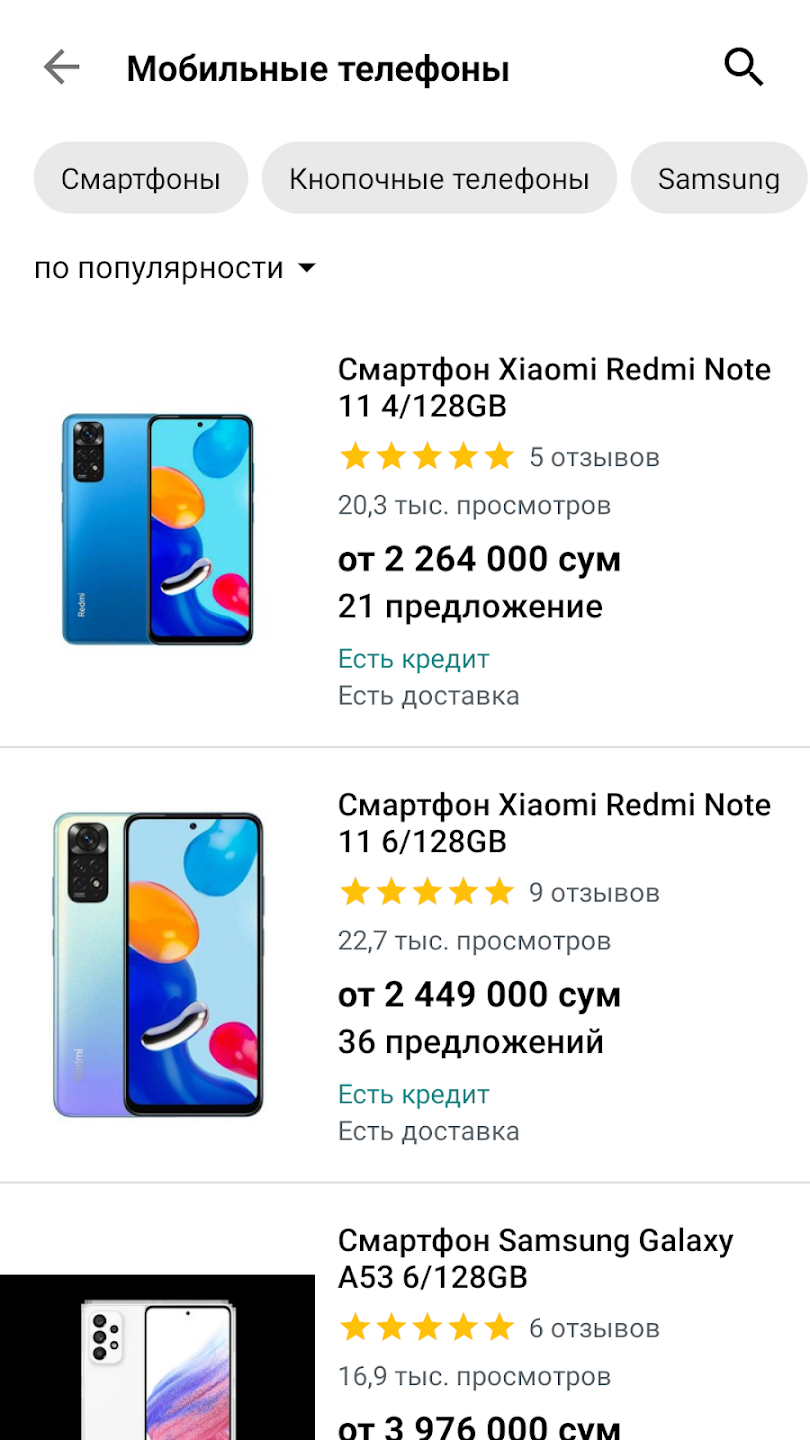 Мобильные телефоны
Смартфоны
Кнопочные телефоны
Samsung
по популярности
Смартфон Xiaomi Redmi Note
11 4/128GB
5 отзывов
20,3 тыс. просмотров
от 2 264 000 сум
21 предложение
Есть кредит
Есть доставка
Redmi
Смартфон Xiaomi Redmi Note
11 6/128GB
9 отзывов
22,7 тыс. просмотров
от 2 449 000 сум
36 предложений
Есть кредит
Есть доставка
Redmi
Смартфон Samsung Galaxy
A53 6/128GB
6 отзывов
16,9 тыс. просмотров
от 3 976 000 сум